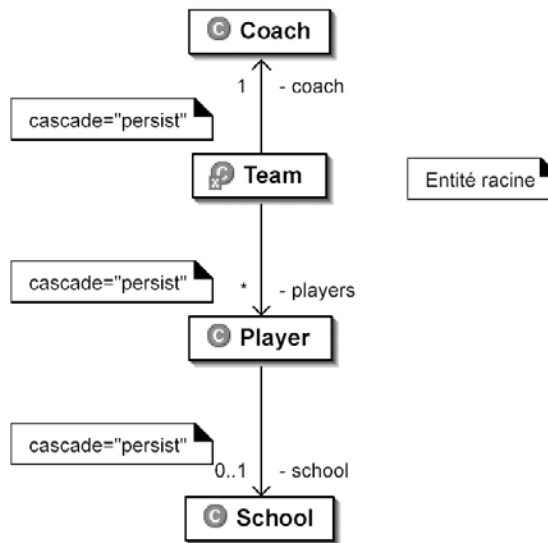 C Coach
1 - coach
cascade="persist"
C Team
x
Entité racine
cascade="persist"
* - players
C Player
cascade="persist"
0..1 - school
C School